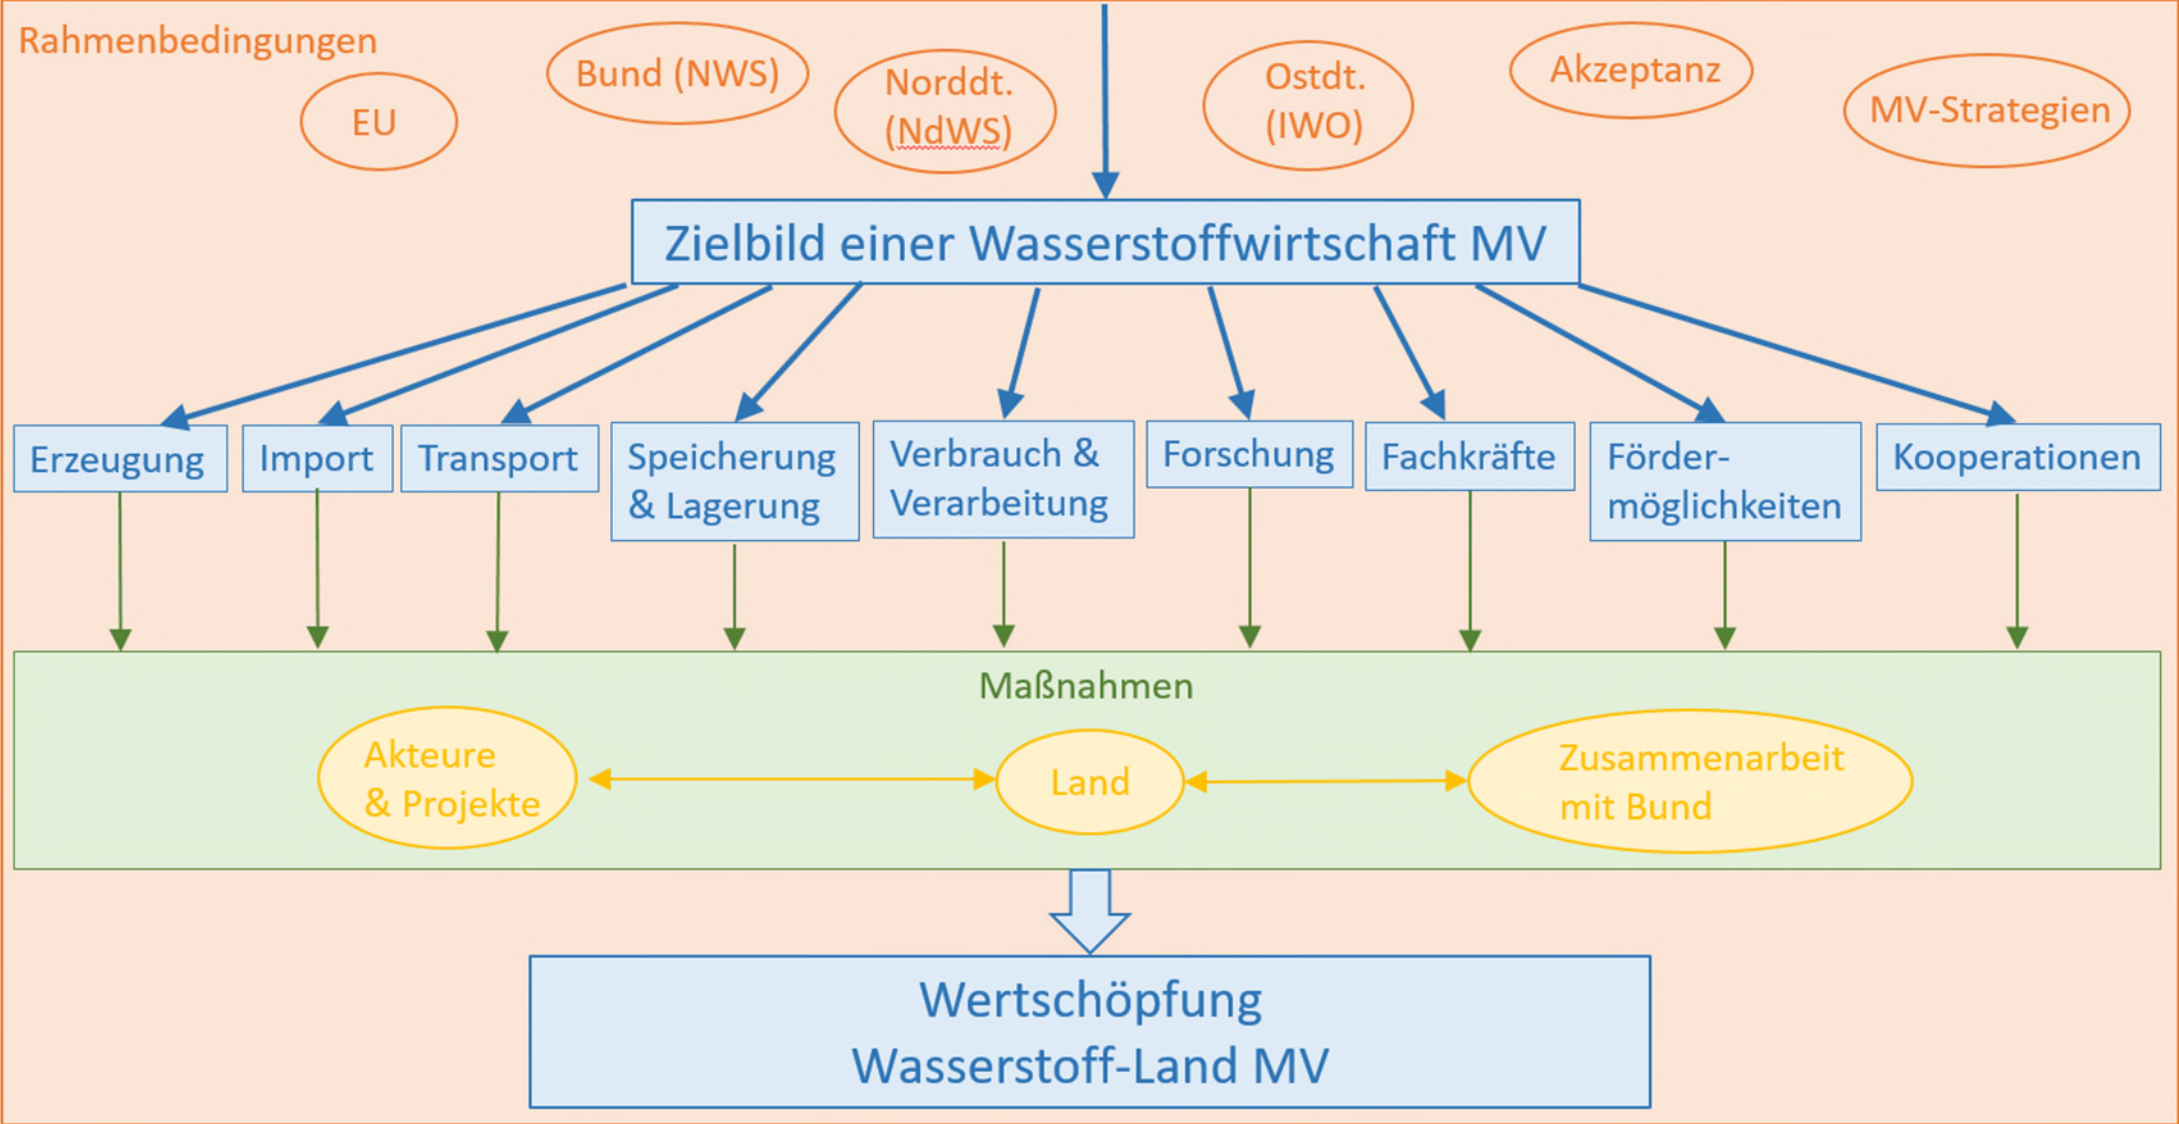 Rahmenbedingungen
EU
Bund (NWS)
Norddt.
(NdWS)
Ostdt.
(IWO)
Akzeptanz
MV-Strategien
Zielbild einer Wasserstoffwirtschaft MV
Erzeugung
Import
Transport
Speicherung
& Lagerung
Verbrauch &
Verarbeitung
Forschung
Fachkräfte
Förder-
möglichkeiten
Kooperationen
Maßnahmen
Akteure
& Projekte
Land
Zusammenarbeit
mit Bund
Wertschöpfung
Wasserstoff-Land MV